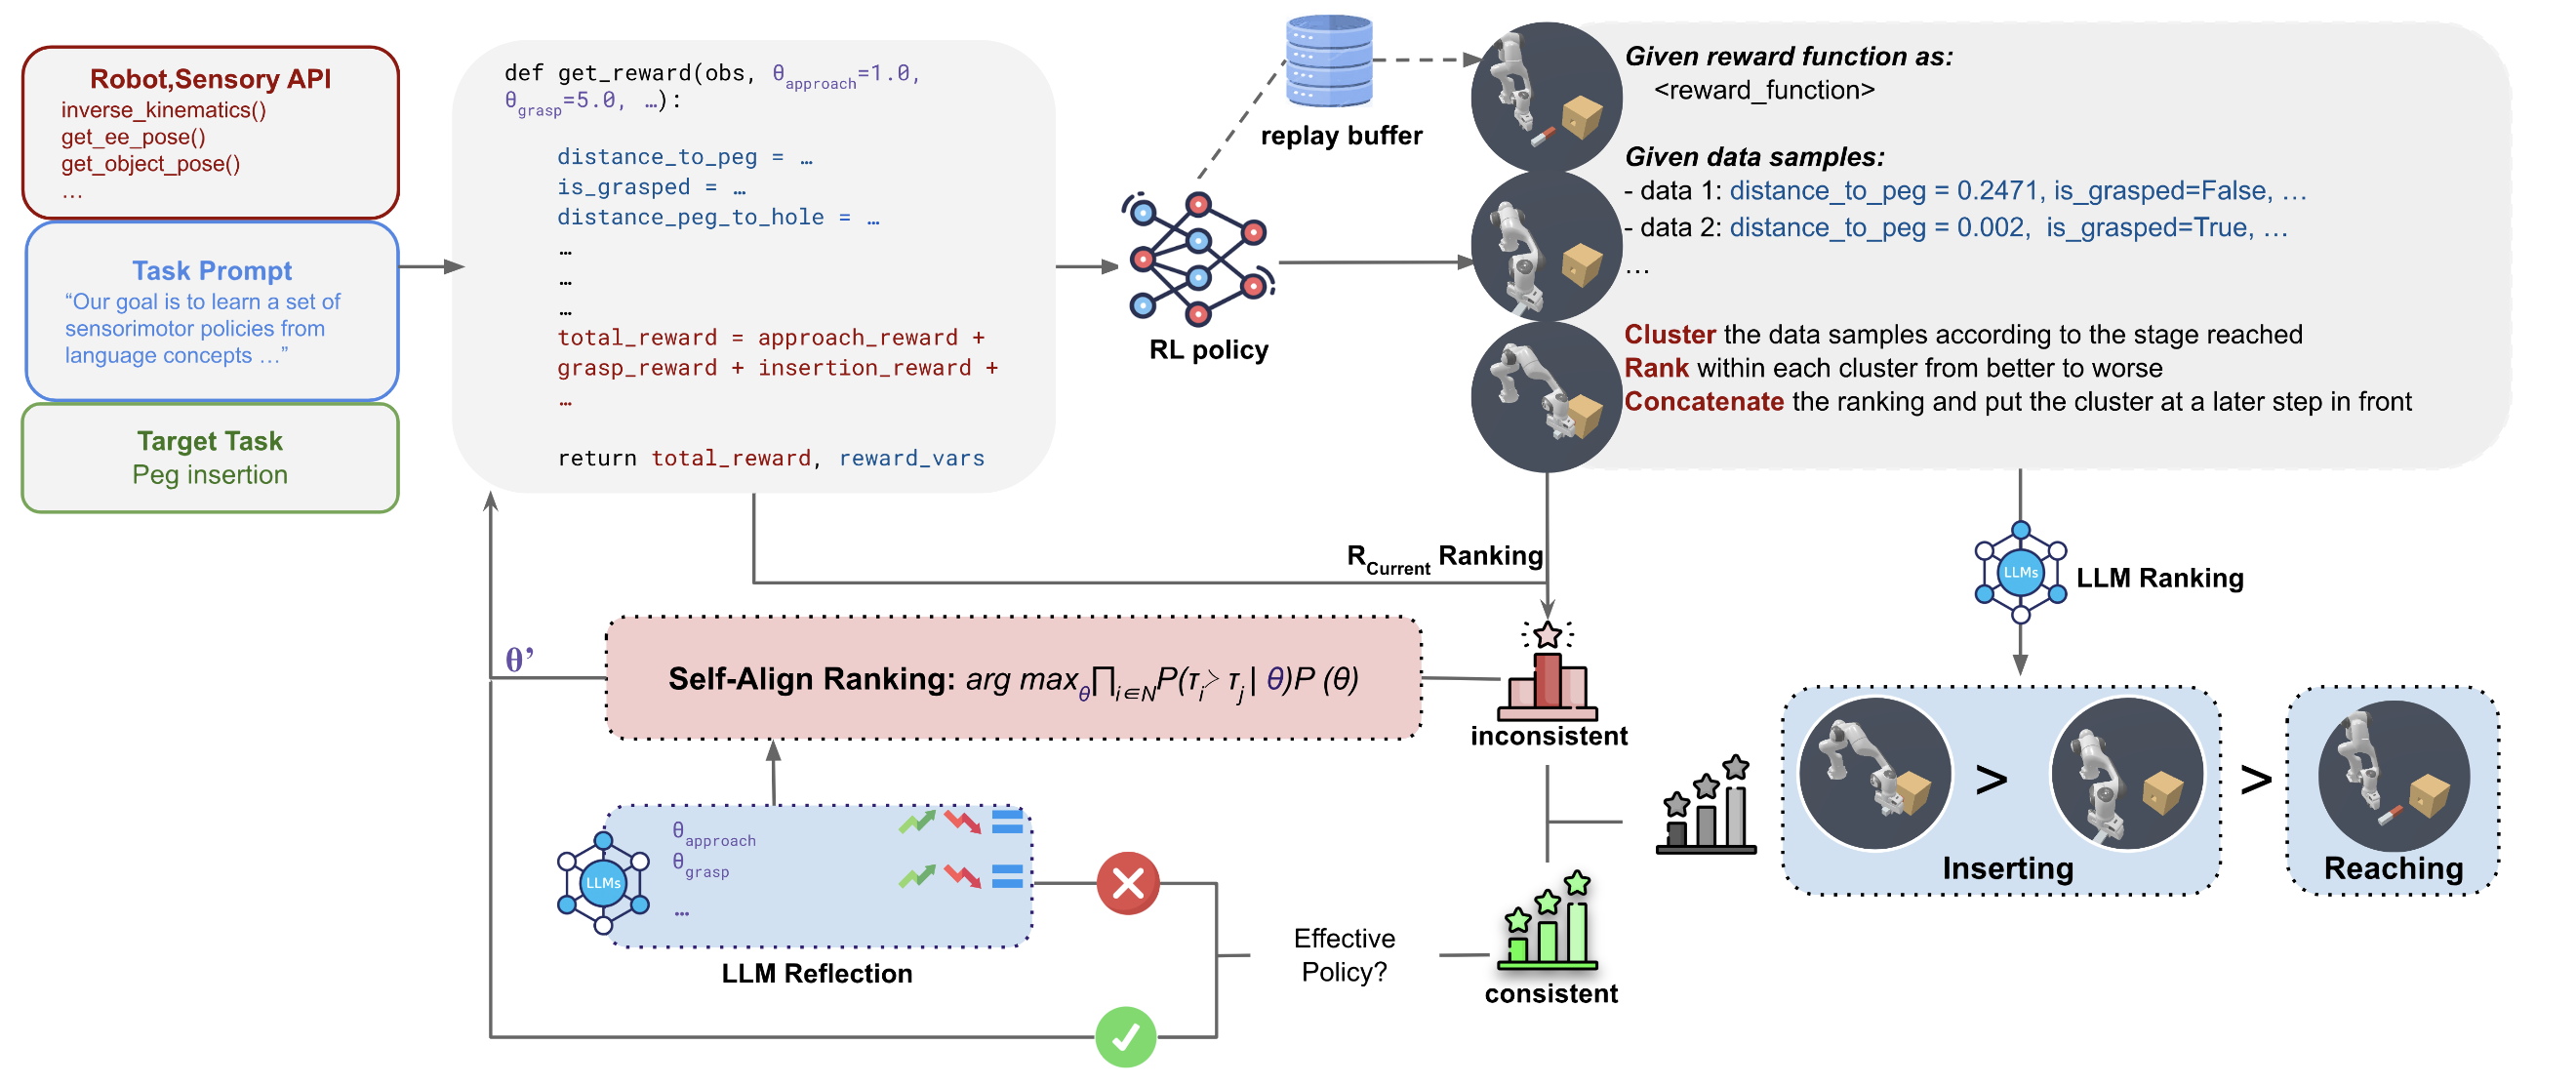 Robot,Sensory API
inverse_kinematics()
get_ee_pose()
get_object_pose()
…
Task Prompt
“Our goal is to learn a set of
sensorimotor policies from
language concepts …”
Target Task
Peg insertion
def get_reward(obs, θapproach=1.0,
θgrasp=5.0, …):
distance_to_peg = …
is_grasped = …
distance_peg_to_hole = …
…
…
…
total_reward = approach_reward +
grasp_reward + insertion_reward +
…
return total_reward, reward_vars
replay buffer
RL policy
Given reward function as:
<reward_function>
Given data samples:
- data 1: distance_to_peg = 0.2471, is_grasped=False, …
- data 2: distance_to_peg = 0.002, is_grasped=True, …
…
Cluster the data samples according to the stage reached
Rank within each cluster from better to worse
Concatenate the ranking and put the cluster at a later step in front
RCurrent Ranking
LLMs
LLM Ranking
θ’
Self-Align Ranking: arg maxθ∏i∈NP(τi> τj| θ)P (θ)
inconsistent
>
>
Inserting
Reaching
θapproach
θgrasp
…
LLMs
LLM Reflection
Effective
Policy?
consistent